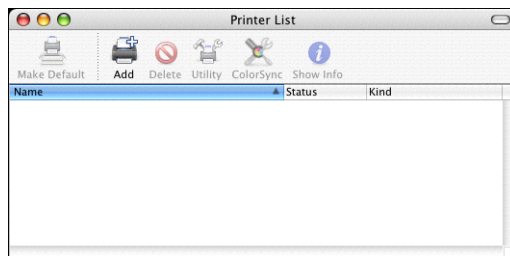 Printer List
Make Default Add Delete Utility ColorSync Show Info
Name Status Kind